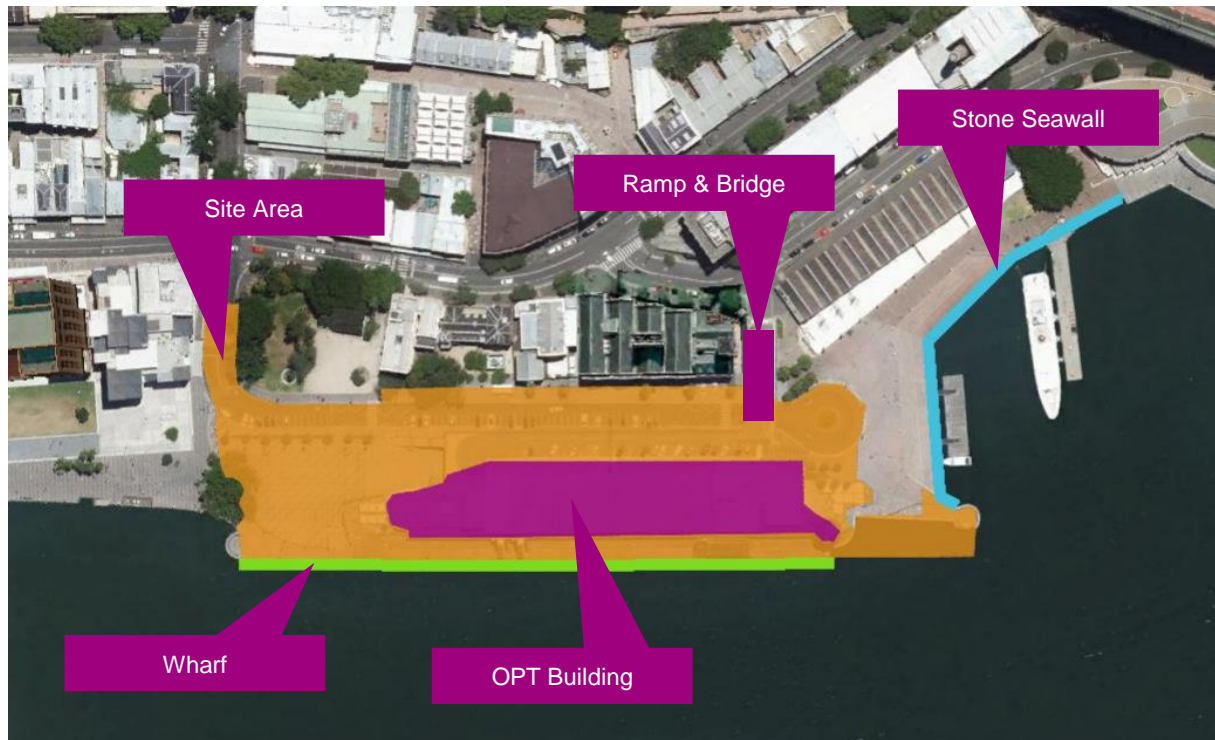 Stone Seawall
Ramp & Bridge
Site Area
Wharf
OPT Building